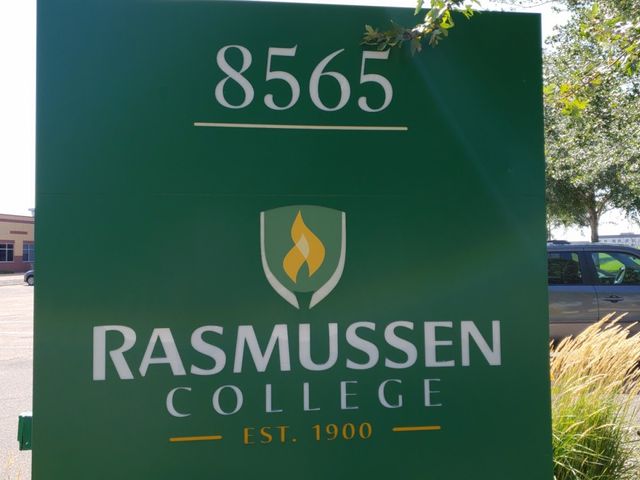 8565
RASMUSSEN
COLLEGE
EST. 1900